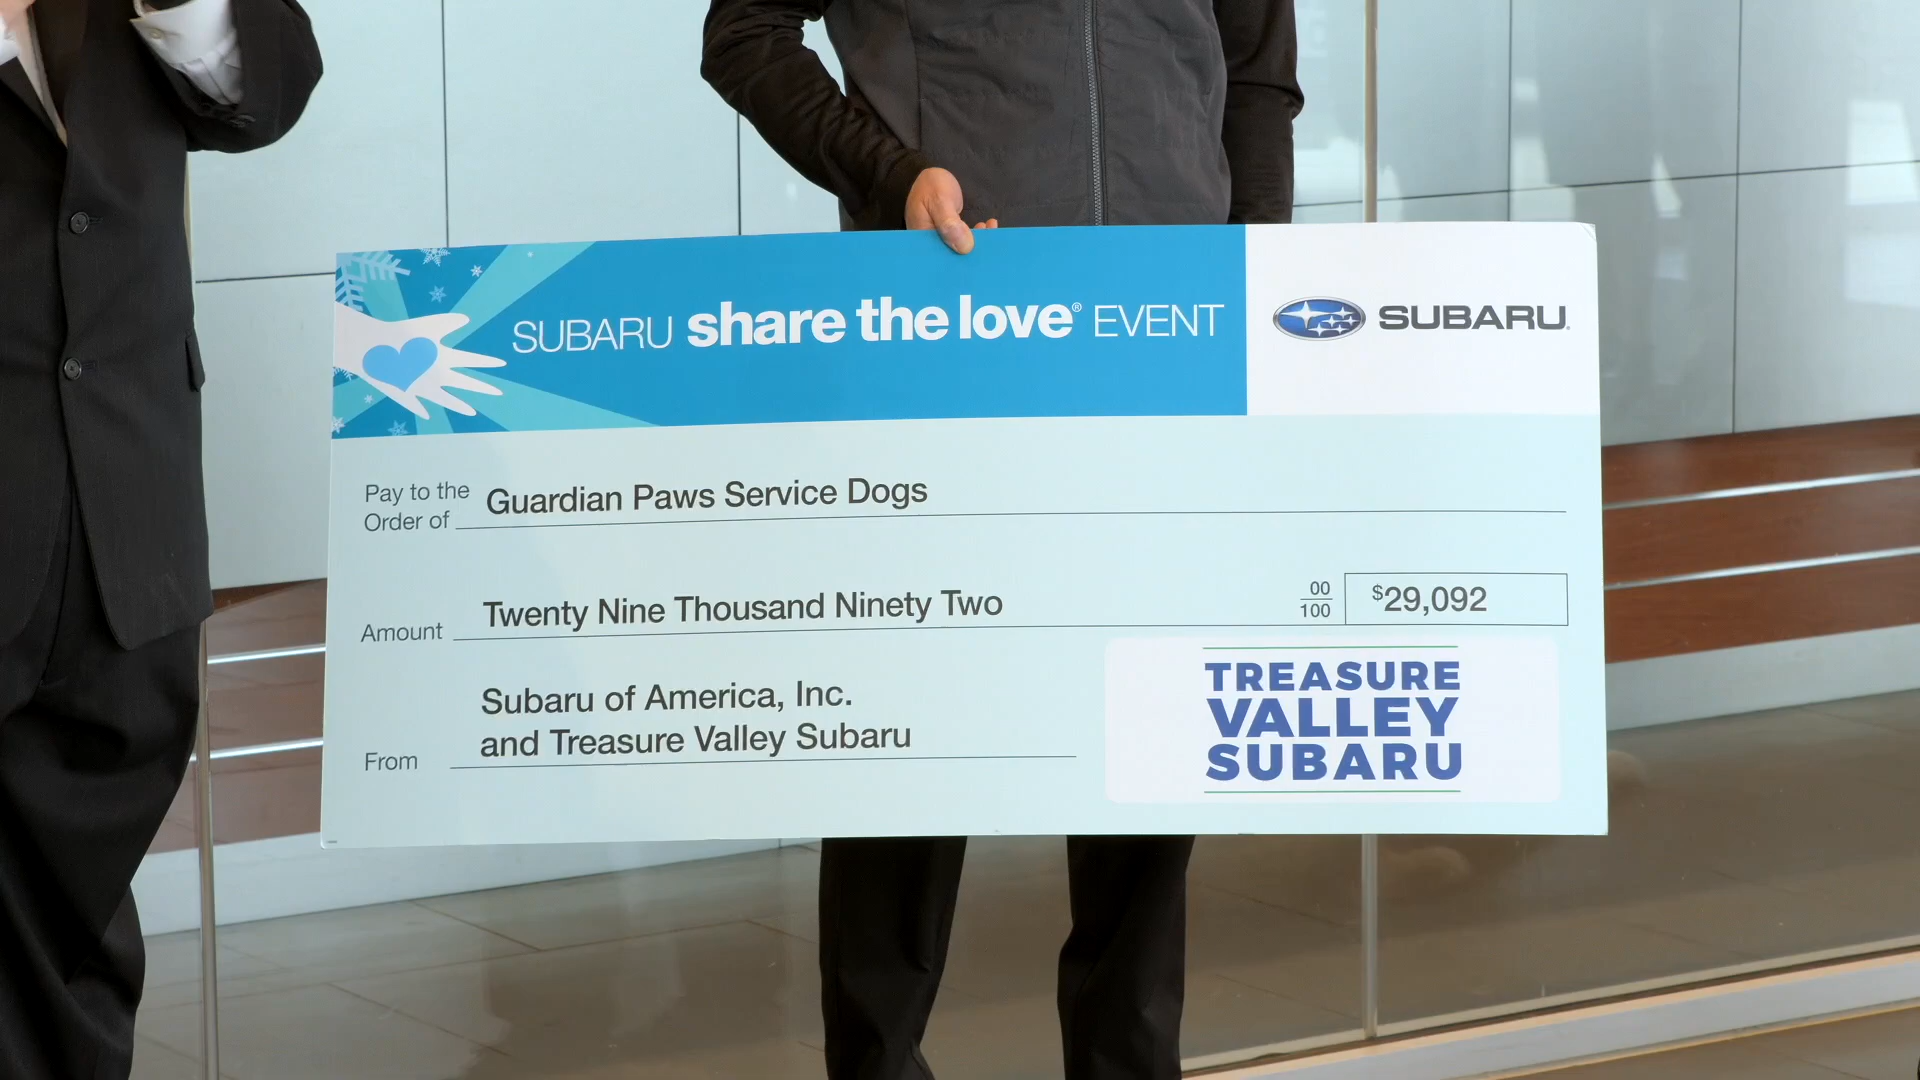 SUBARU share the love® EVENT
SUBARU®
Pay to the
Order of
Guardian Paws Service Dogs
Amount
Twenty Nine Thousand Ninety Two
00
100
$29,092
Subaru of America, Inc.
and Treasure Valley Subaru
From
TREASURE
VALLEY
SUBARU